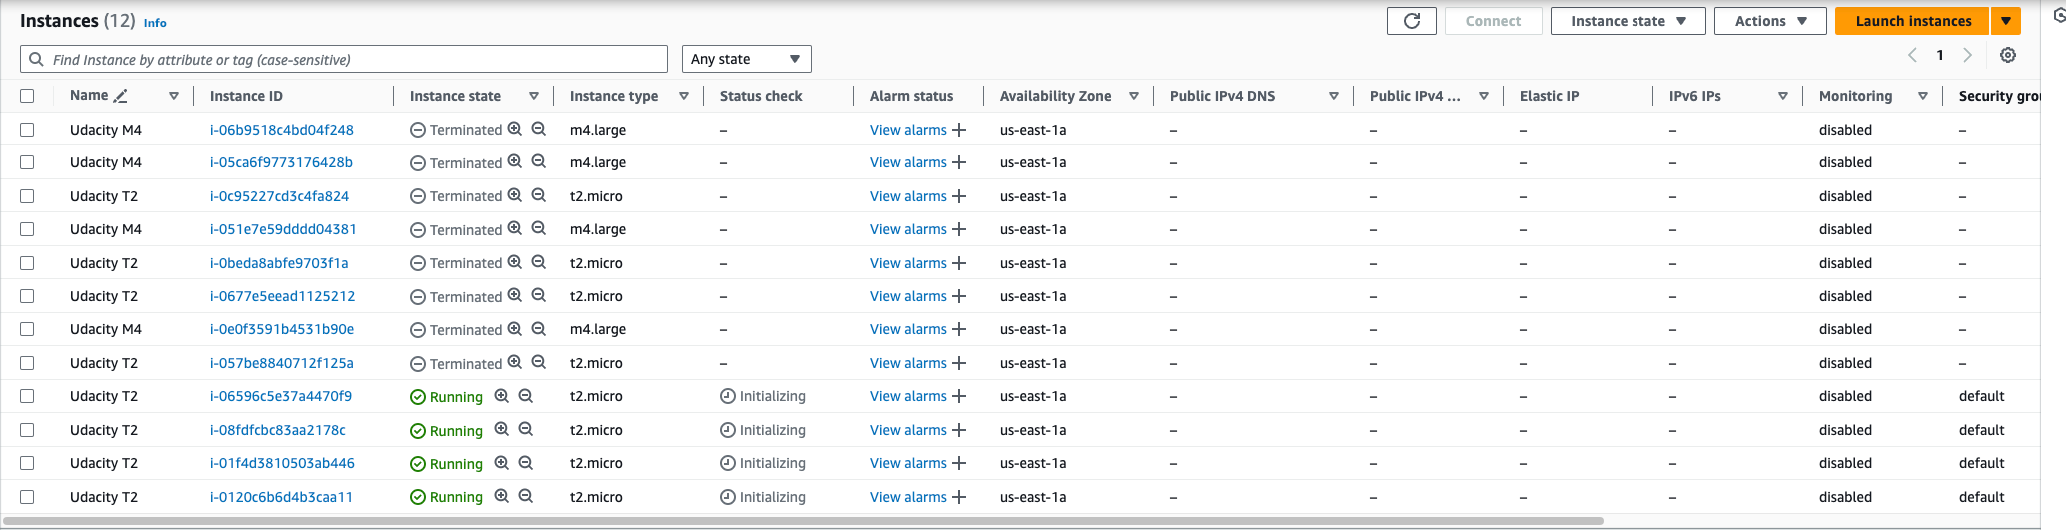 Instances (12) Info Connect Instance state Actions Launch instances
Find Instance by attribute or tag (case-sensitive) Any state 1
Name Instance ID Instance state Instance type Status check Alarm status Availability Zone Public IPv4 DNS Public IPv4 ... Elastic IP IPv6 IPs Monitoring Security grou
Udacity M4 i-06b9518c4bd04f248 Terminated m4.large – View alarms + us-east-1a – – – – disabled –
Udacity M4 i-05ca6f9773176428b Terminated m4.large – View alarms + us-east-1a – – – – disabled –
Udacity T2 i-0c95227cd3c4fa824 Terminated t2.micro – View alarms + us-east-1a – – – – disabled –
Udacity M4 i-051e7e59dddd04381 Terminated m4.large – View alarms + us-east-1a – – – – disabled –
Udacity T2 i-0beda8abfe9703f1a Terminated t2.micro – View alarms + us-east-1a – – – – disabled –
Udacity T2 i-0677e5eead1125212 Terminated t2.micro – View alarms + us-east-1a – – – – disabled –
Udacity M4 i-0e0f3591b4531b90e Terminated m4.large – View alarms + us-east-1a – – – – disabled –
Udacity T2 i-057be8840712f125a Terminated t2.micro – View alarms + us-east-1a – – – – disabled –
Udacity T2 i-06596c5e37a4470f9 Running t2.micro Initializing View alarms + us-east-1a – – – – disabled default
Udacity T2 i-08fdfcbc83aa2178c Running t2.micro Initializing View alarms + us-east-1a – – – – disabled default
Udacity T2 i-01f4d3810503ab446 Running t2.micro Initializing View alarms + us-east-1a – – – – disabled default
Udacity T2 i-0120c6b6d4b3caa11 Running t2.micro Initializing View alarms + us-east-1a – – – – disabled default